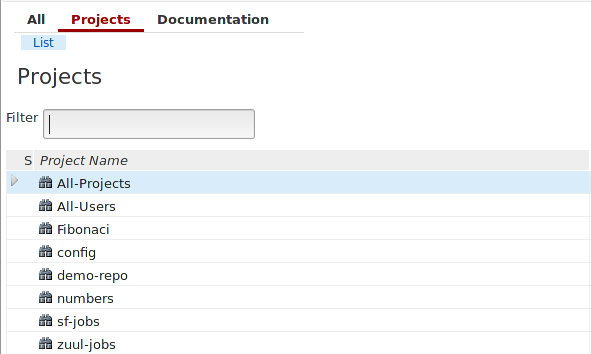 All Projects Documentation
List
Projects
Filter
S Project Name
All-Projects
All-Users
Fibonaci
config
demo-repo
numbers
sf-jobs
zuul-jobs